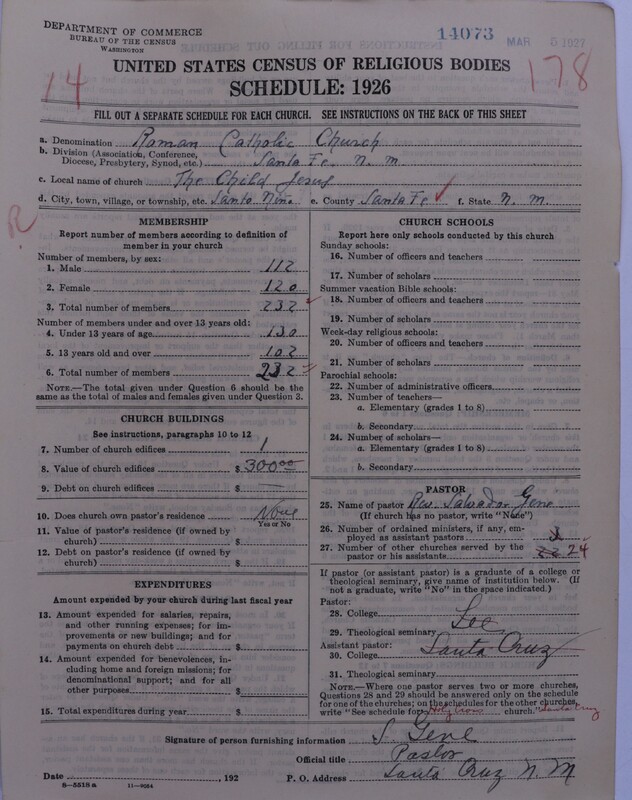 DEPARTMENT OF COMMERCE
BUREAU OF THE CENSUS
WASHINGTON
14073 MAR 5 1927
14
178
UNITED STATES CENSUS OF RELIGIOUS BODIES
SCHEDULE: 1926
FILL OUT A SEPARATE SCHEDULE FOR EACH CHURCH. SEE INSTRUCTIONS ON THE BACK OF THIS SHEET
a. Denomination Roman Catholic Church
b. Division (Association, Conference, Diocese, Presbytery, Synod, etc.) Santa Fe. N. M.
c. Local name of church The Child Jesus
d. City, town, village, or township, etc. Santo Nino e. County Santa Fe f. State N. M.
R
MEMBERSHIP
Report number of members according to definition of
member in your church
Number of members, by sex:
1. Male 112
2. Female 120
3. Total number of members 232
Number of members under and over 13 years old:
4. Under 13 years of age 130
5. 13 years old and over 102
6. Total number of members 232
NOTE.—The total given under Question 6 should be
same as the total of males and females given under Question 3.
CHURCH BUILDINGS
See instructions, paragraphs 10 to 12
7. Number of church edifices 1
8. Value of church edifices $ 300 00
9. Debt on church edifices $ —
10. Does church own pastor's residence None
Yes or No
11. Value of pastor's residence (if owned by
church) $
12. Debt on pastor's residence (if owned by
church) $
EXPENDITURES
Amount expended by your church during last fiscal year
13. Amount expended for salaries, repairs,
and other running expenses; for im-
provements or new buildings; and for
payments on church debt $
14. Amount expended for benevolences, in-
cluding home and foreign missions; for
denominational support; and for all
other purposes $
15. Total expenditures during year $
CHURCH SCHOOLS
Report here only schools conducted by this church
Sunday schools:
16. Number of officers and teachers
17. Number of scholars
Summer vacation Bible schools:
18. Number of officers and teachers
19. Number of scholars
Week-day religious schools:
20. Number of officers and teachers
21. Number of scholars
Parochial schools:
22. Number of administrative officers
23. Number of teachers—
a. Elementary (grades 1 to 8)
b. Secondary
24. Number of scholars—
a. Elementary (grades 1 to 8)
b. Secondary
PASTOR
25. Name of pastor Rev. Salvador Gene
(If church has no pastor, write "None")
26. Number of ordained ministers, if any, em-
ployed as assistant pastors
27. Number of other churches served by the
pastor or his assistants 24
If pastor (or assistant pastor) is a graduate of a college or
theological seminary, give name of institution below. (If
not a graduate, write "No" in the space indicated.)
Pastor:
28. College
29. Theological seminary See
Assistant pastor:
30. College Santa Cruz
31. Theological seminary
NOTE.—Where one pastor serves two or more churches,
Questions 28 and 29 should be answered only on the schedule
for one of the churches; on the schedules for the other churches,
write "See schedule for Holy Cross church." Santa Cruz
Signature of person furnishing information S. Gene
Official title Pastor
Date , 192 P. O. Address Santa Cruz N. M
8—5518 a 11—9024